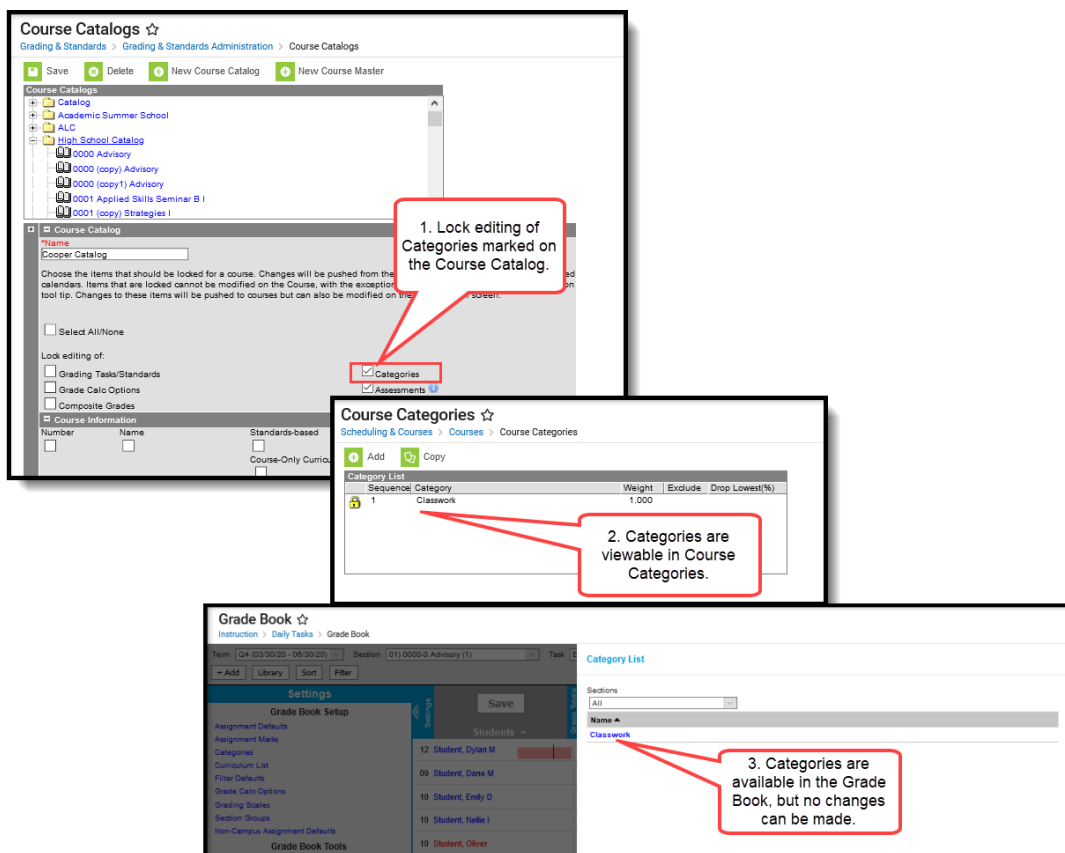 Course Catalogs
Grading & Standards > Grading & Standards Administration > Course Catalogs
Save Delete New Course Catalog New Course Master
Course Catalogs
Catalog
Academic Summer School
ALC
High School Catalog
0000 Advisory
0000 (copy) Advisory
0000 (copy1) Advisory
0001 Applied Skills Seminar B I
0001 (copy) Strategies I
1. Lock editing of
Categories marked on
the Course Catalog.
Course Catalog
*Name
Cooper Catalog
Choose the items that should be locked for a course. Changes will be pushed from the
calendars. Items that are locked cannot be modified on the Course, with the exception on
tool tip. Changes to these items will be pushed to courses but can also be modified on the screen.
Select All/None
Lock editing of:
Grading Tasks/Standards Categories
Grade Calc Options Assessments
Composite Grades
Course Information
Number Name Standards-based
Course-Only Curricu
Course Categories
Scheduling & Courses > Courses > Course Categories
Add Copy
Category List
Sequence Category Weight Exclude Drop Lowest(%)
1 Classwork 1.000
2. Categories are
viewable in Course
Categories.
Grade Book
Instruction > Daily Tasks > Grade Book
Term Q4 (03/30/20 - 08/30/20) Section 01) 0000-0 Advisory (1) Task
+ Add Library Sort Filter
Settings
Grade Book Setup
Assignment Defaults
Assignment Marks
Categories
Curriculum List
Filter Defaults
Grade Calc Options
Grading Scales
Section Groups
Non-Campus Assignment Defaults
Grade Book Tools
Settings
Save
Students
12 Student, Dylan M
09 Student, Dane M
10 Student, Emily D
10 Student, Nellie I
10 Student, Oliver
Category List
Sections
All
Name
Classwork
3. Categories are
available in the Grade
Book, but no changes
can be made.